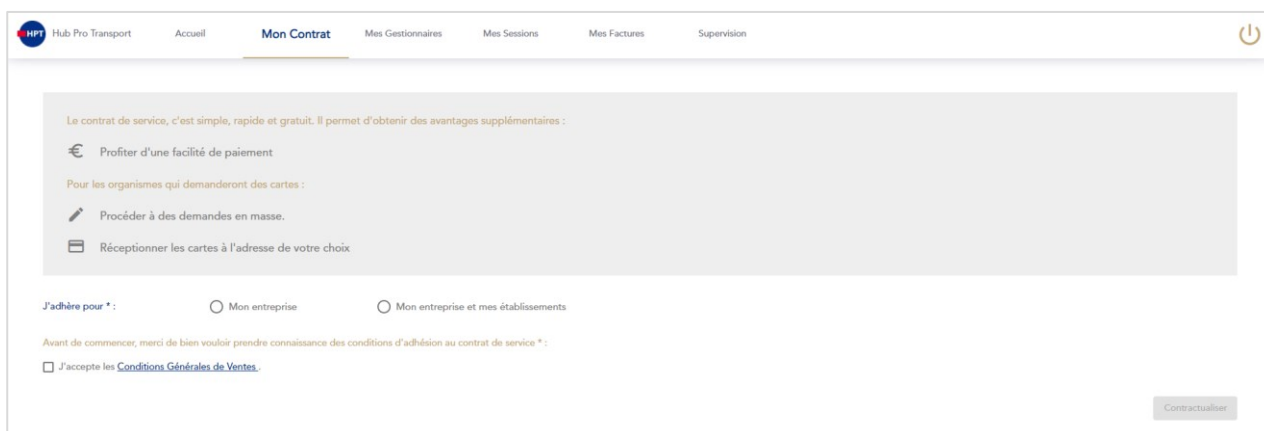 HPT Hub Pro Transport Accueil Mon Contrat Mes Gestionnaires Mes Sessions Mes Factures Supervision
Le contrat de service, c'est simple, rapide et gratuit. Il permet d'obtenir des avantages supplémentaires :
€ Profiter d'une facilité de paiement
Pour les organismes qui demanderont des cartes :
Procéder à des demandes en masse.
Réceptionner les cartes à l'adresse de votre choix
J'adhère pour * : Mon entreprise Mon entreprise et mes établissements
Avant de commencer, merci de bien vouloir prendre connaissance des conditions d'adhésion au contrat de service * :
J'accepte les Conditions Générales de Ventes .
Contractualiser